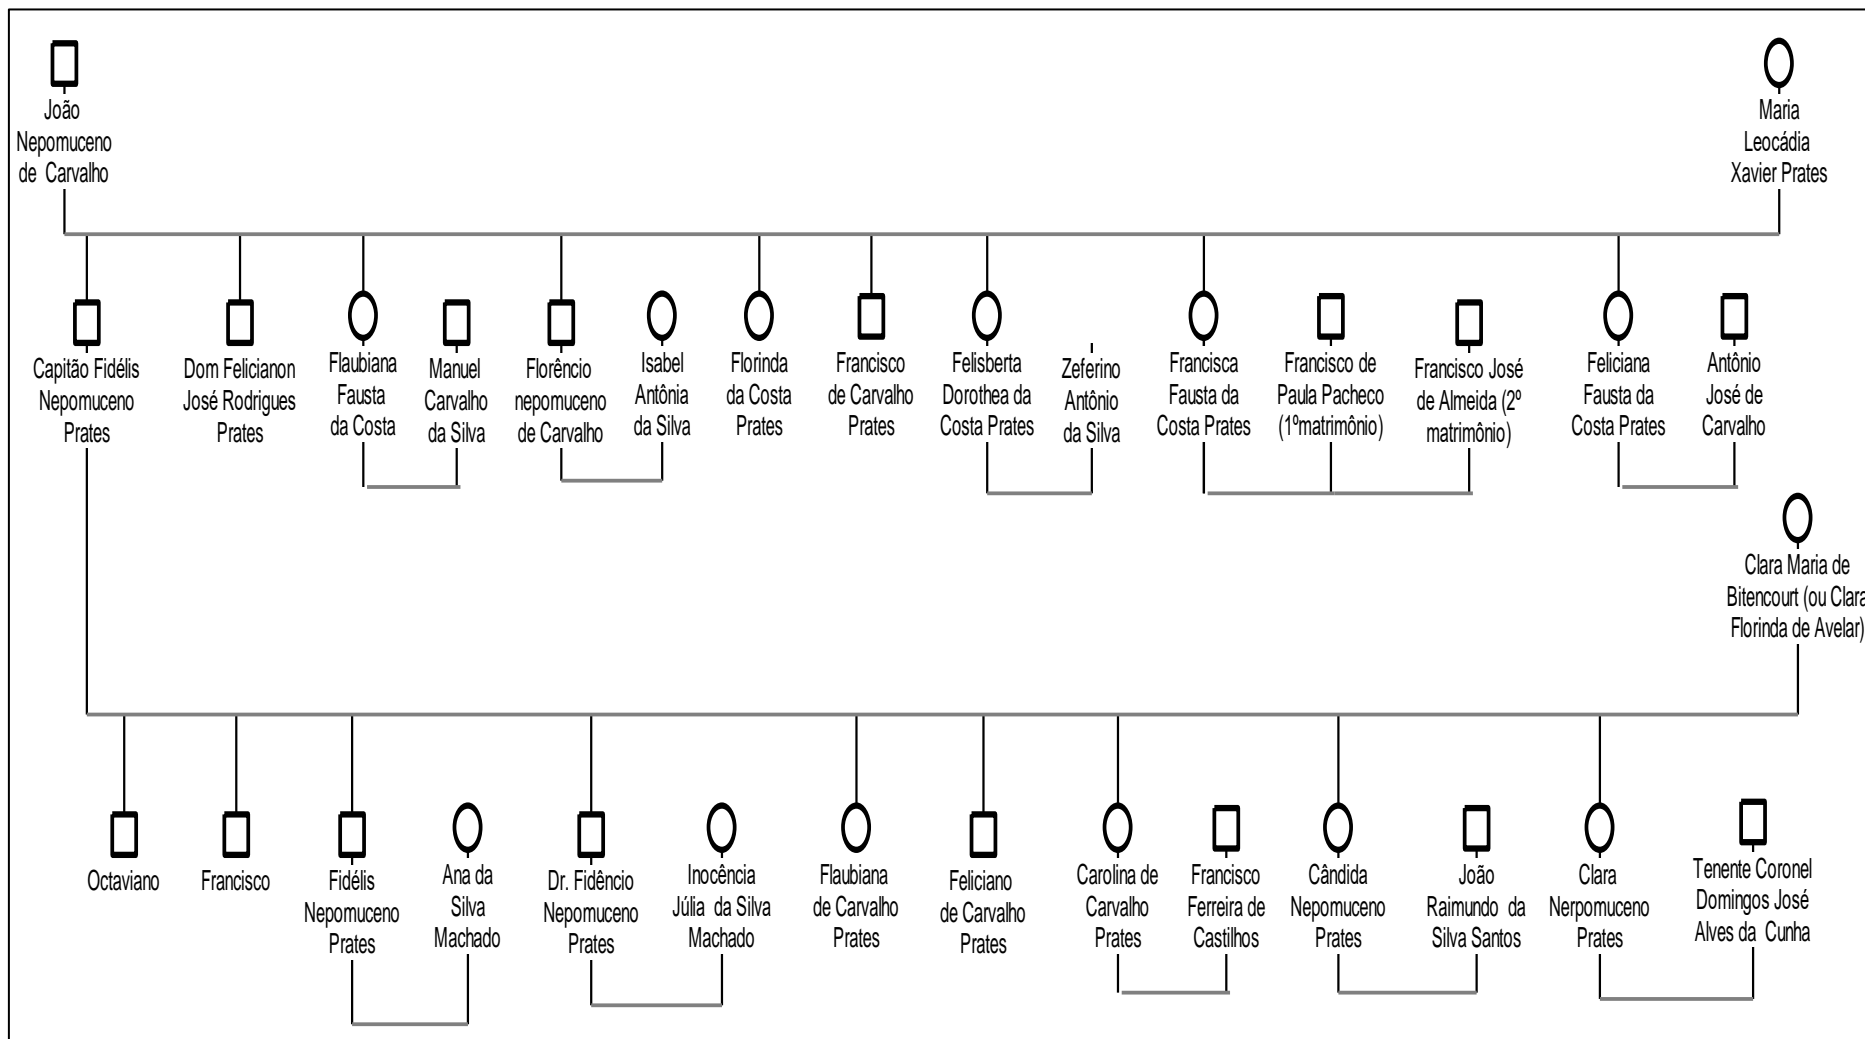 João
Nepomuceno
de Carvalho
Maria
Leocádia
Xavier Prates
Capitão Fidélis
Nepomuceno
Prates
Dom Felicianon
José Rodrigues
Prates
Flaubiana
Fausta
da Costa
Manuel
Carvalho
da Silva
Florêncio
nepomuceno
de Carvalho
Isabel
Antônia
da Silva
Florinda
da Costa
Prates
Francisco
de Carvalho
Prates
Felisberta
Dorothea da
Costa Prates
Zeferino
Antônio
da Silva
Francisca
Fausta da
Costa Prates
Francisco de
Paula Pacheco
(1ºmatrimônio)
Francisco José
de Almeida (2º
matrimônio)
Feliciana
Fausta da
Costa Prates
Antônio
José de
Carvalho
Clara Maria de
Bitencourt (ou Clara
Florinda de Avelar)
Octaviano
Francisco
Fidélis
Nepomuceno
Prates
Ana da
Silva
Machado
Dr. Fidêncio
Nepomuceno
Prates
Inocência
Júlia da Silva
Machado
Flaubiana
de Carvalho
Prates
Feliciano
de Carvalho
Prates
Carolina de
Carvalho
Prates
Francisco
Ferreira de
Castilhos
Cândida
Nepomuceno
Prates
João
Raimundo da
Silva Santos
Clara
Nerpomuceno
Prates
Tenente Coronel
Domingos José
Alves da Cunha